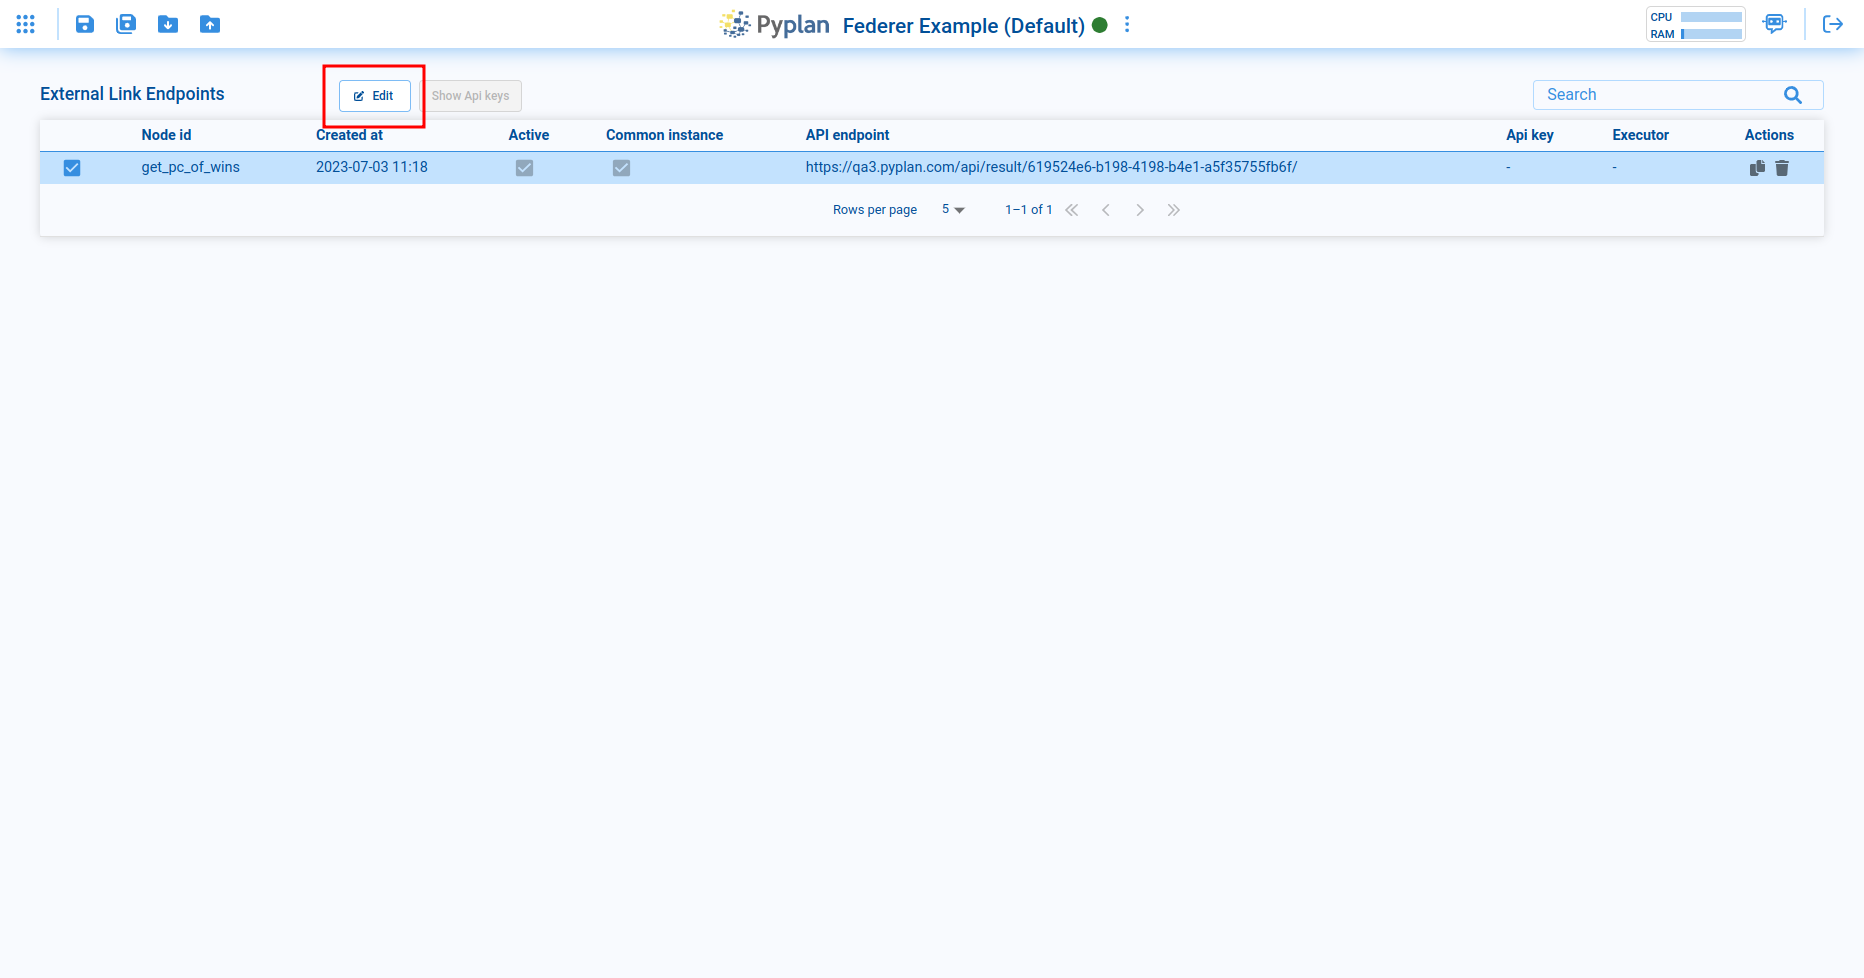 Pyplan Federer Example (Default)
CPU
RAM
External Link Endpoints
Edit
Show Api keys
Search
Node id Created at Active Common instance API endpoint Api key Executor Actions
get_pc_of_wins 2023-07-03 11:18 https://qa3.pyplan.com/api/result/619524e6-b198-4198-b4e1-a5f35755fb6f/ - -
Rows per page 5 1–1 of 1